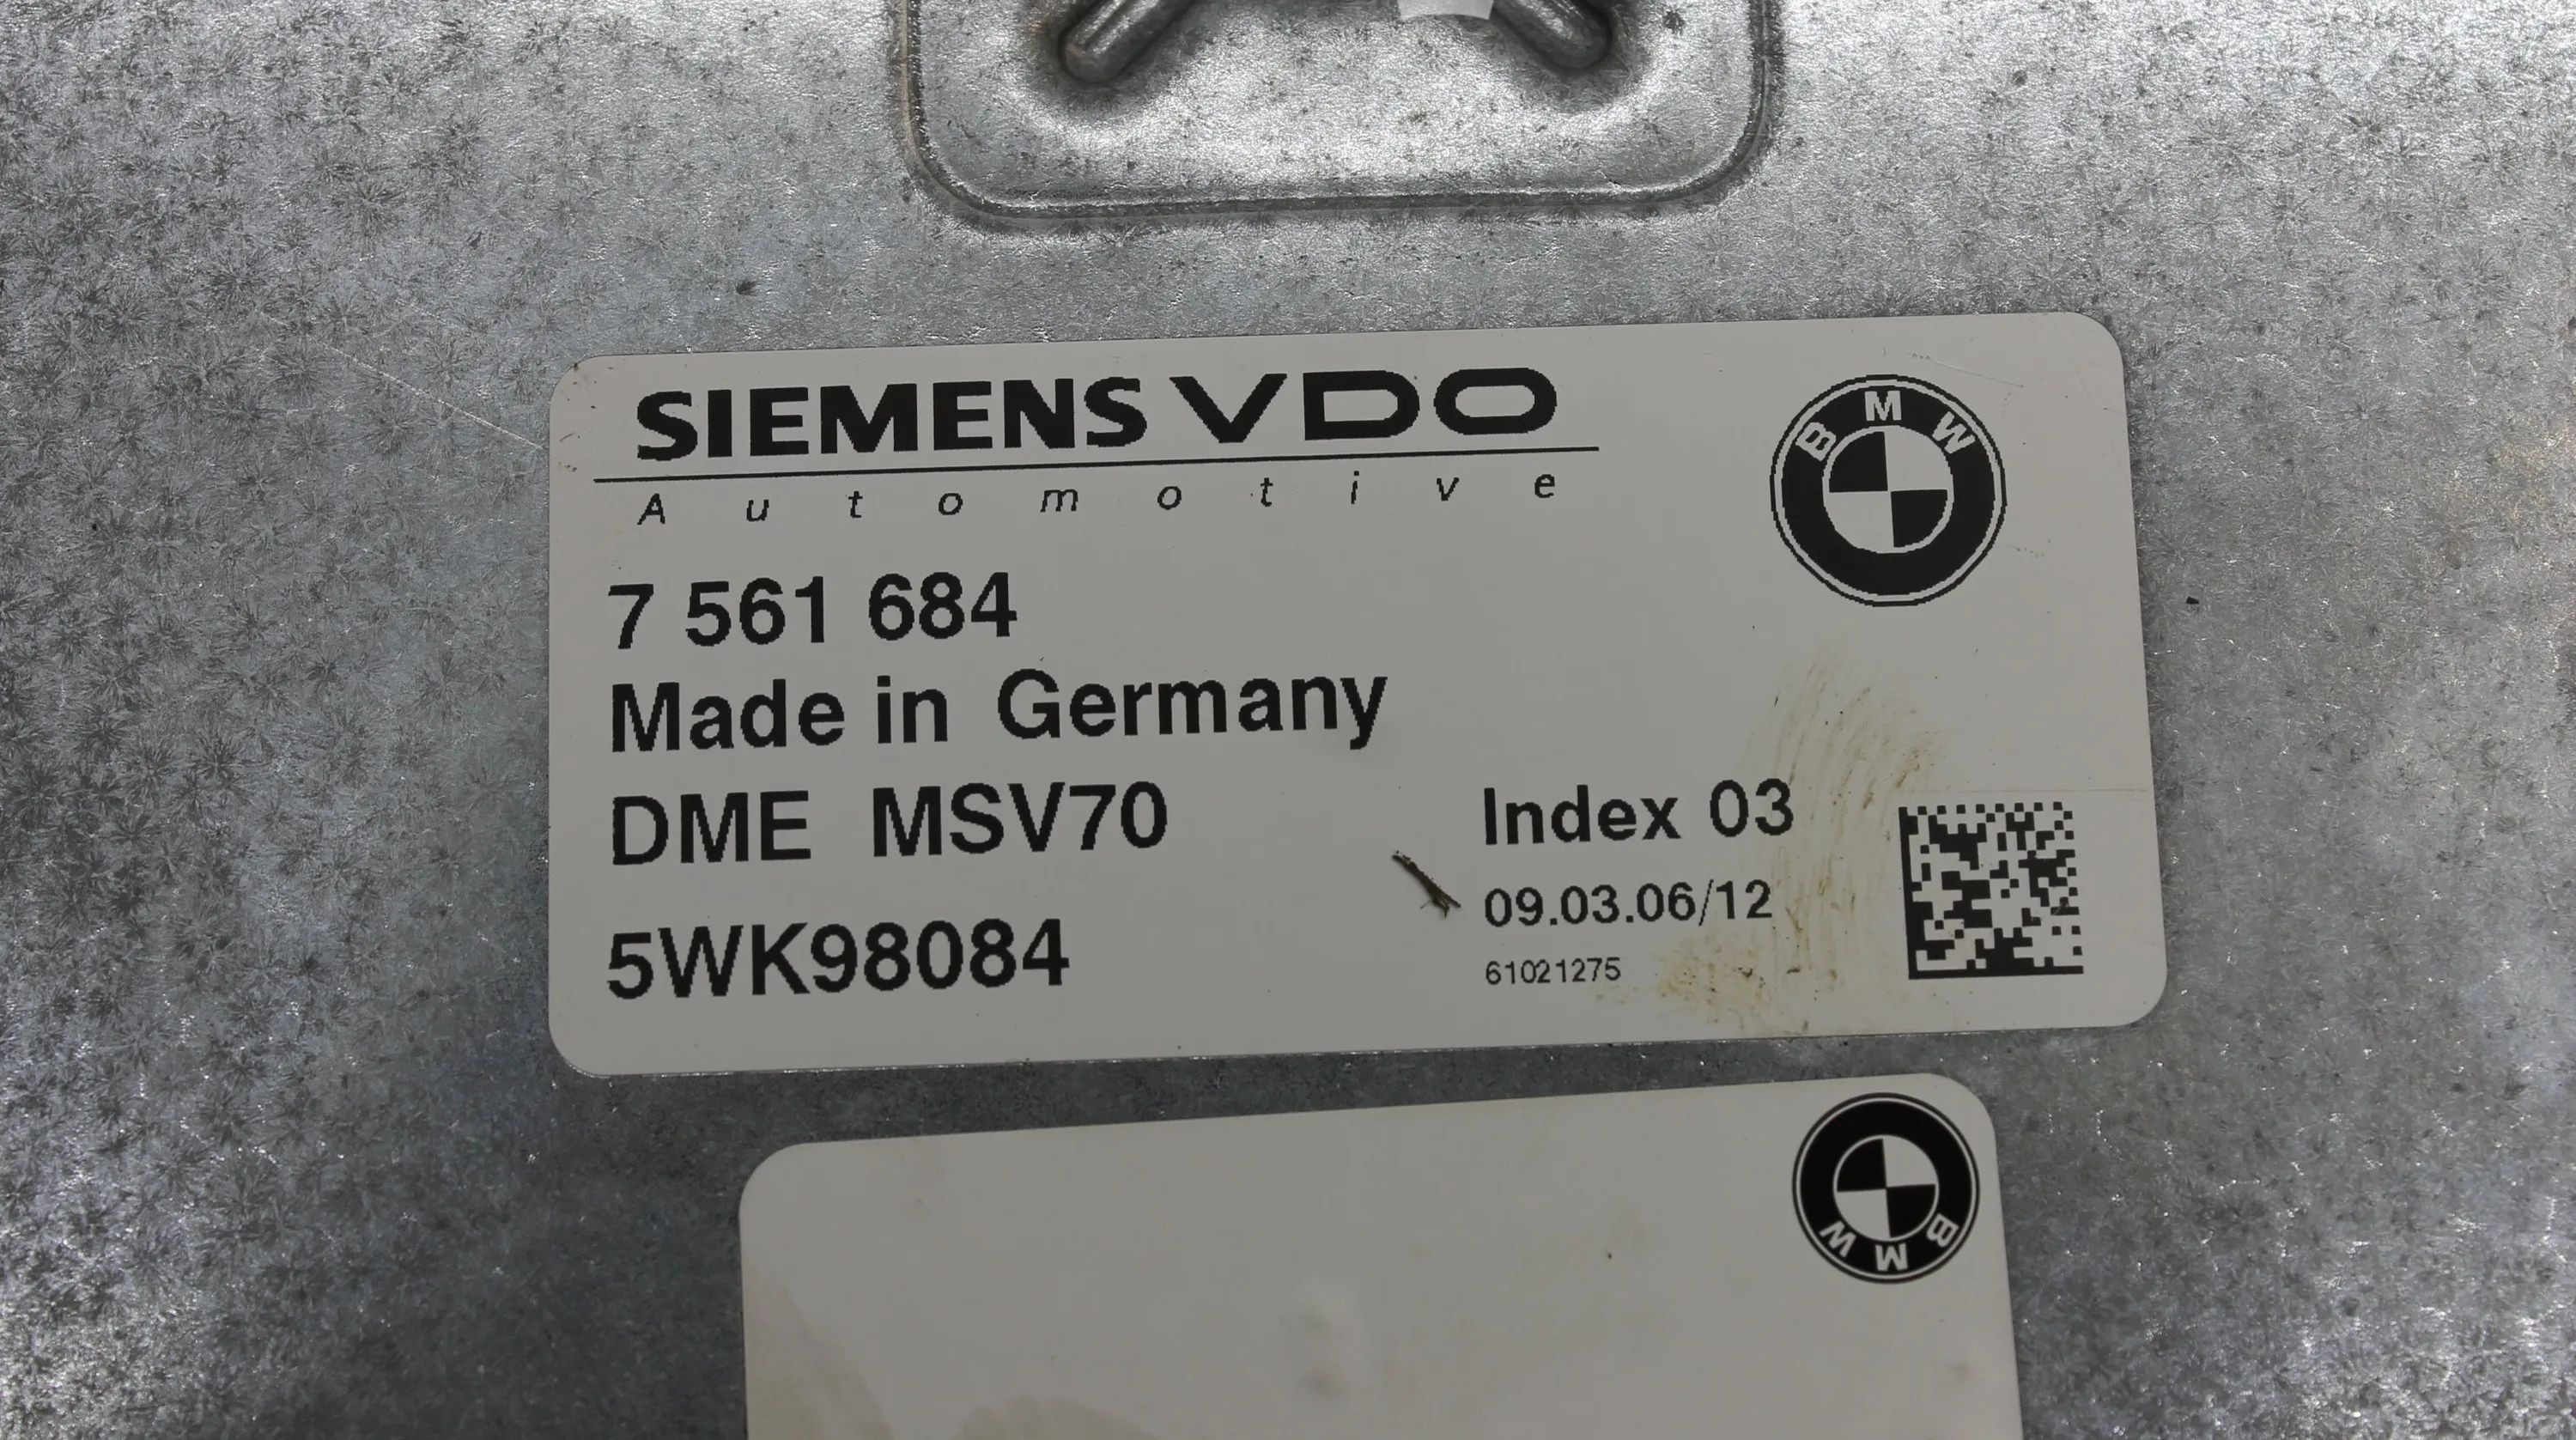 SIEMENS VDO
Automotive
BMW
7 561 684
Made in Germany
DME MSV70
Index 03
09.03.06/12
5WK98084
61021275
BMW